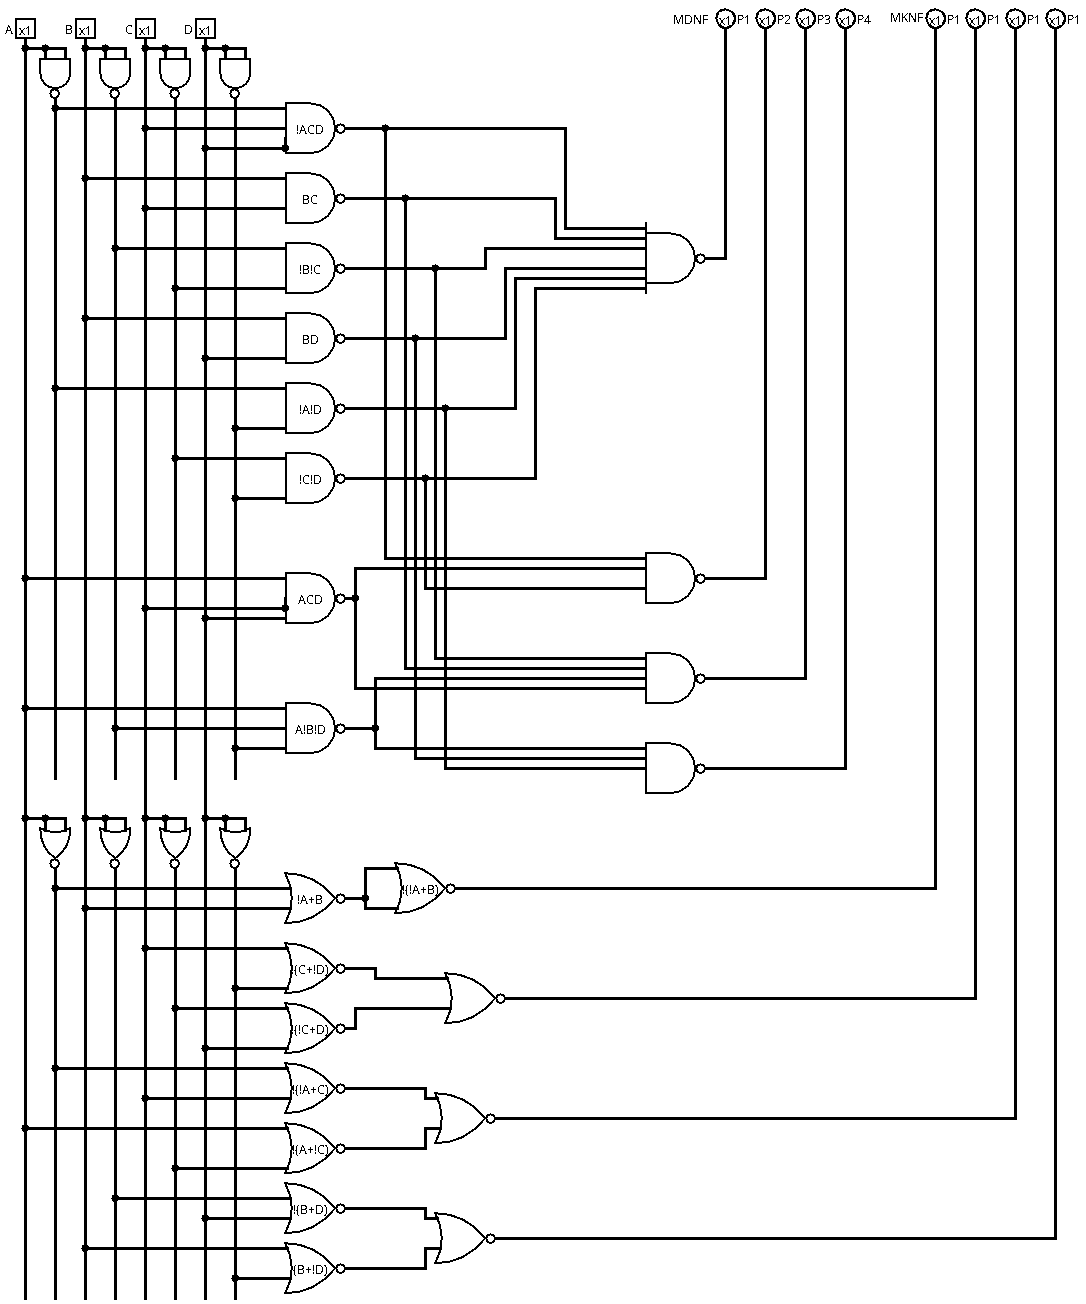 A x1 B x1 C x1 D x1 MDNF x1 P1 x1 P2 x1 P3 x1 P4 MKNF x1 P1 x1 P1 x1 P1 x1 P1
!ACD
BC
!B!C
BD
!A!D
!C!D
ACD
A!B!D
!A+B
!(!A+B)
!(C+!D)
!(!C+D)
!(!A+C)
!(A+!C)
!(B+D)
!(B+!D)